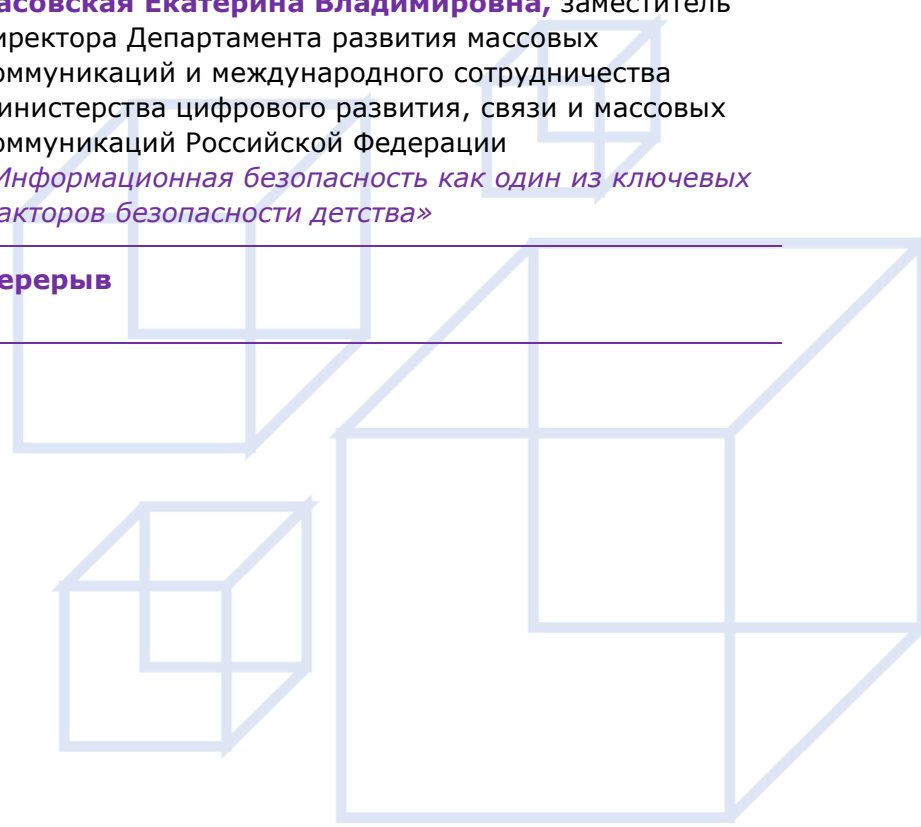 асовская Екатерина Владимировна, заместитель
иректора Департамента развития массовых
оммуникаций и международного сотрудничества
инистерства цифрового развития, связи и массовых
оммуникаций Российской Федерации
Информационная безопасность как один из ключевых
акторов безопасности детства»
ерерыв